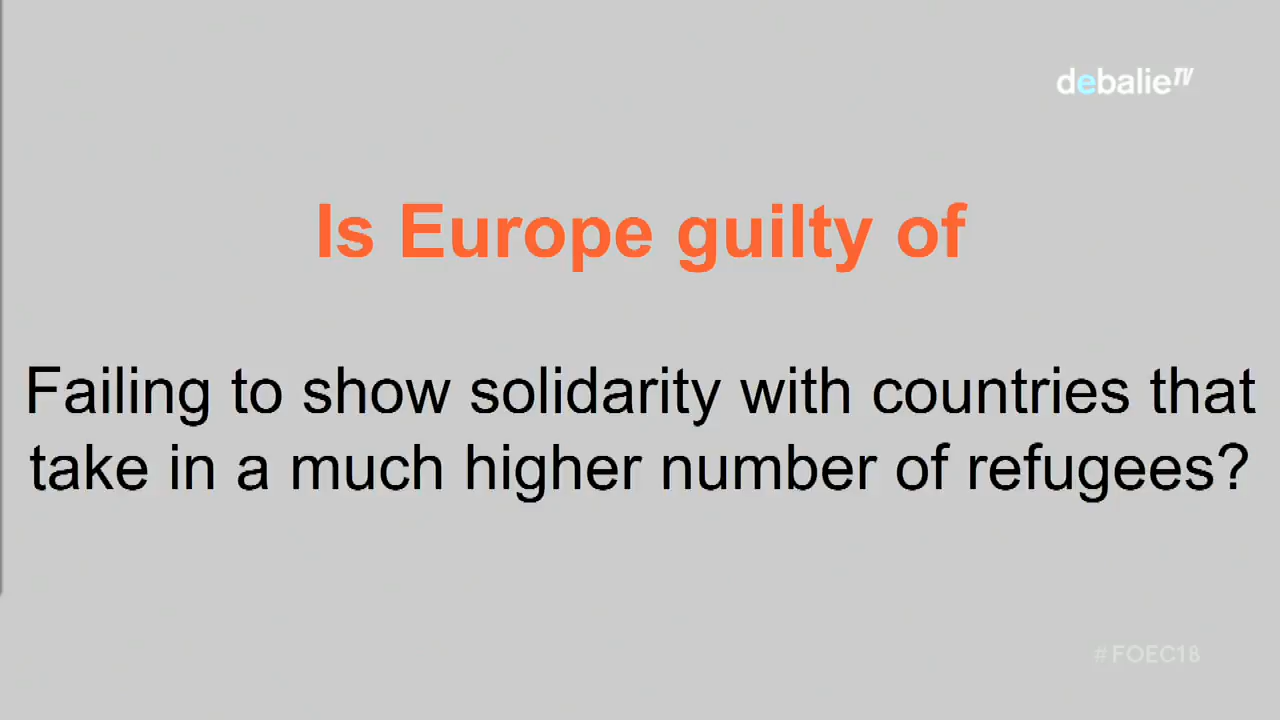 debalieTV
Is Europe guilty of
Failing to show solidarity with countries that
take in a much higher number of refugees?
#FOEC18